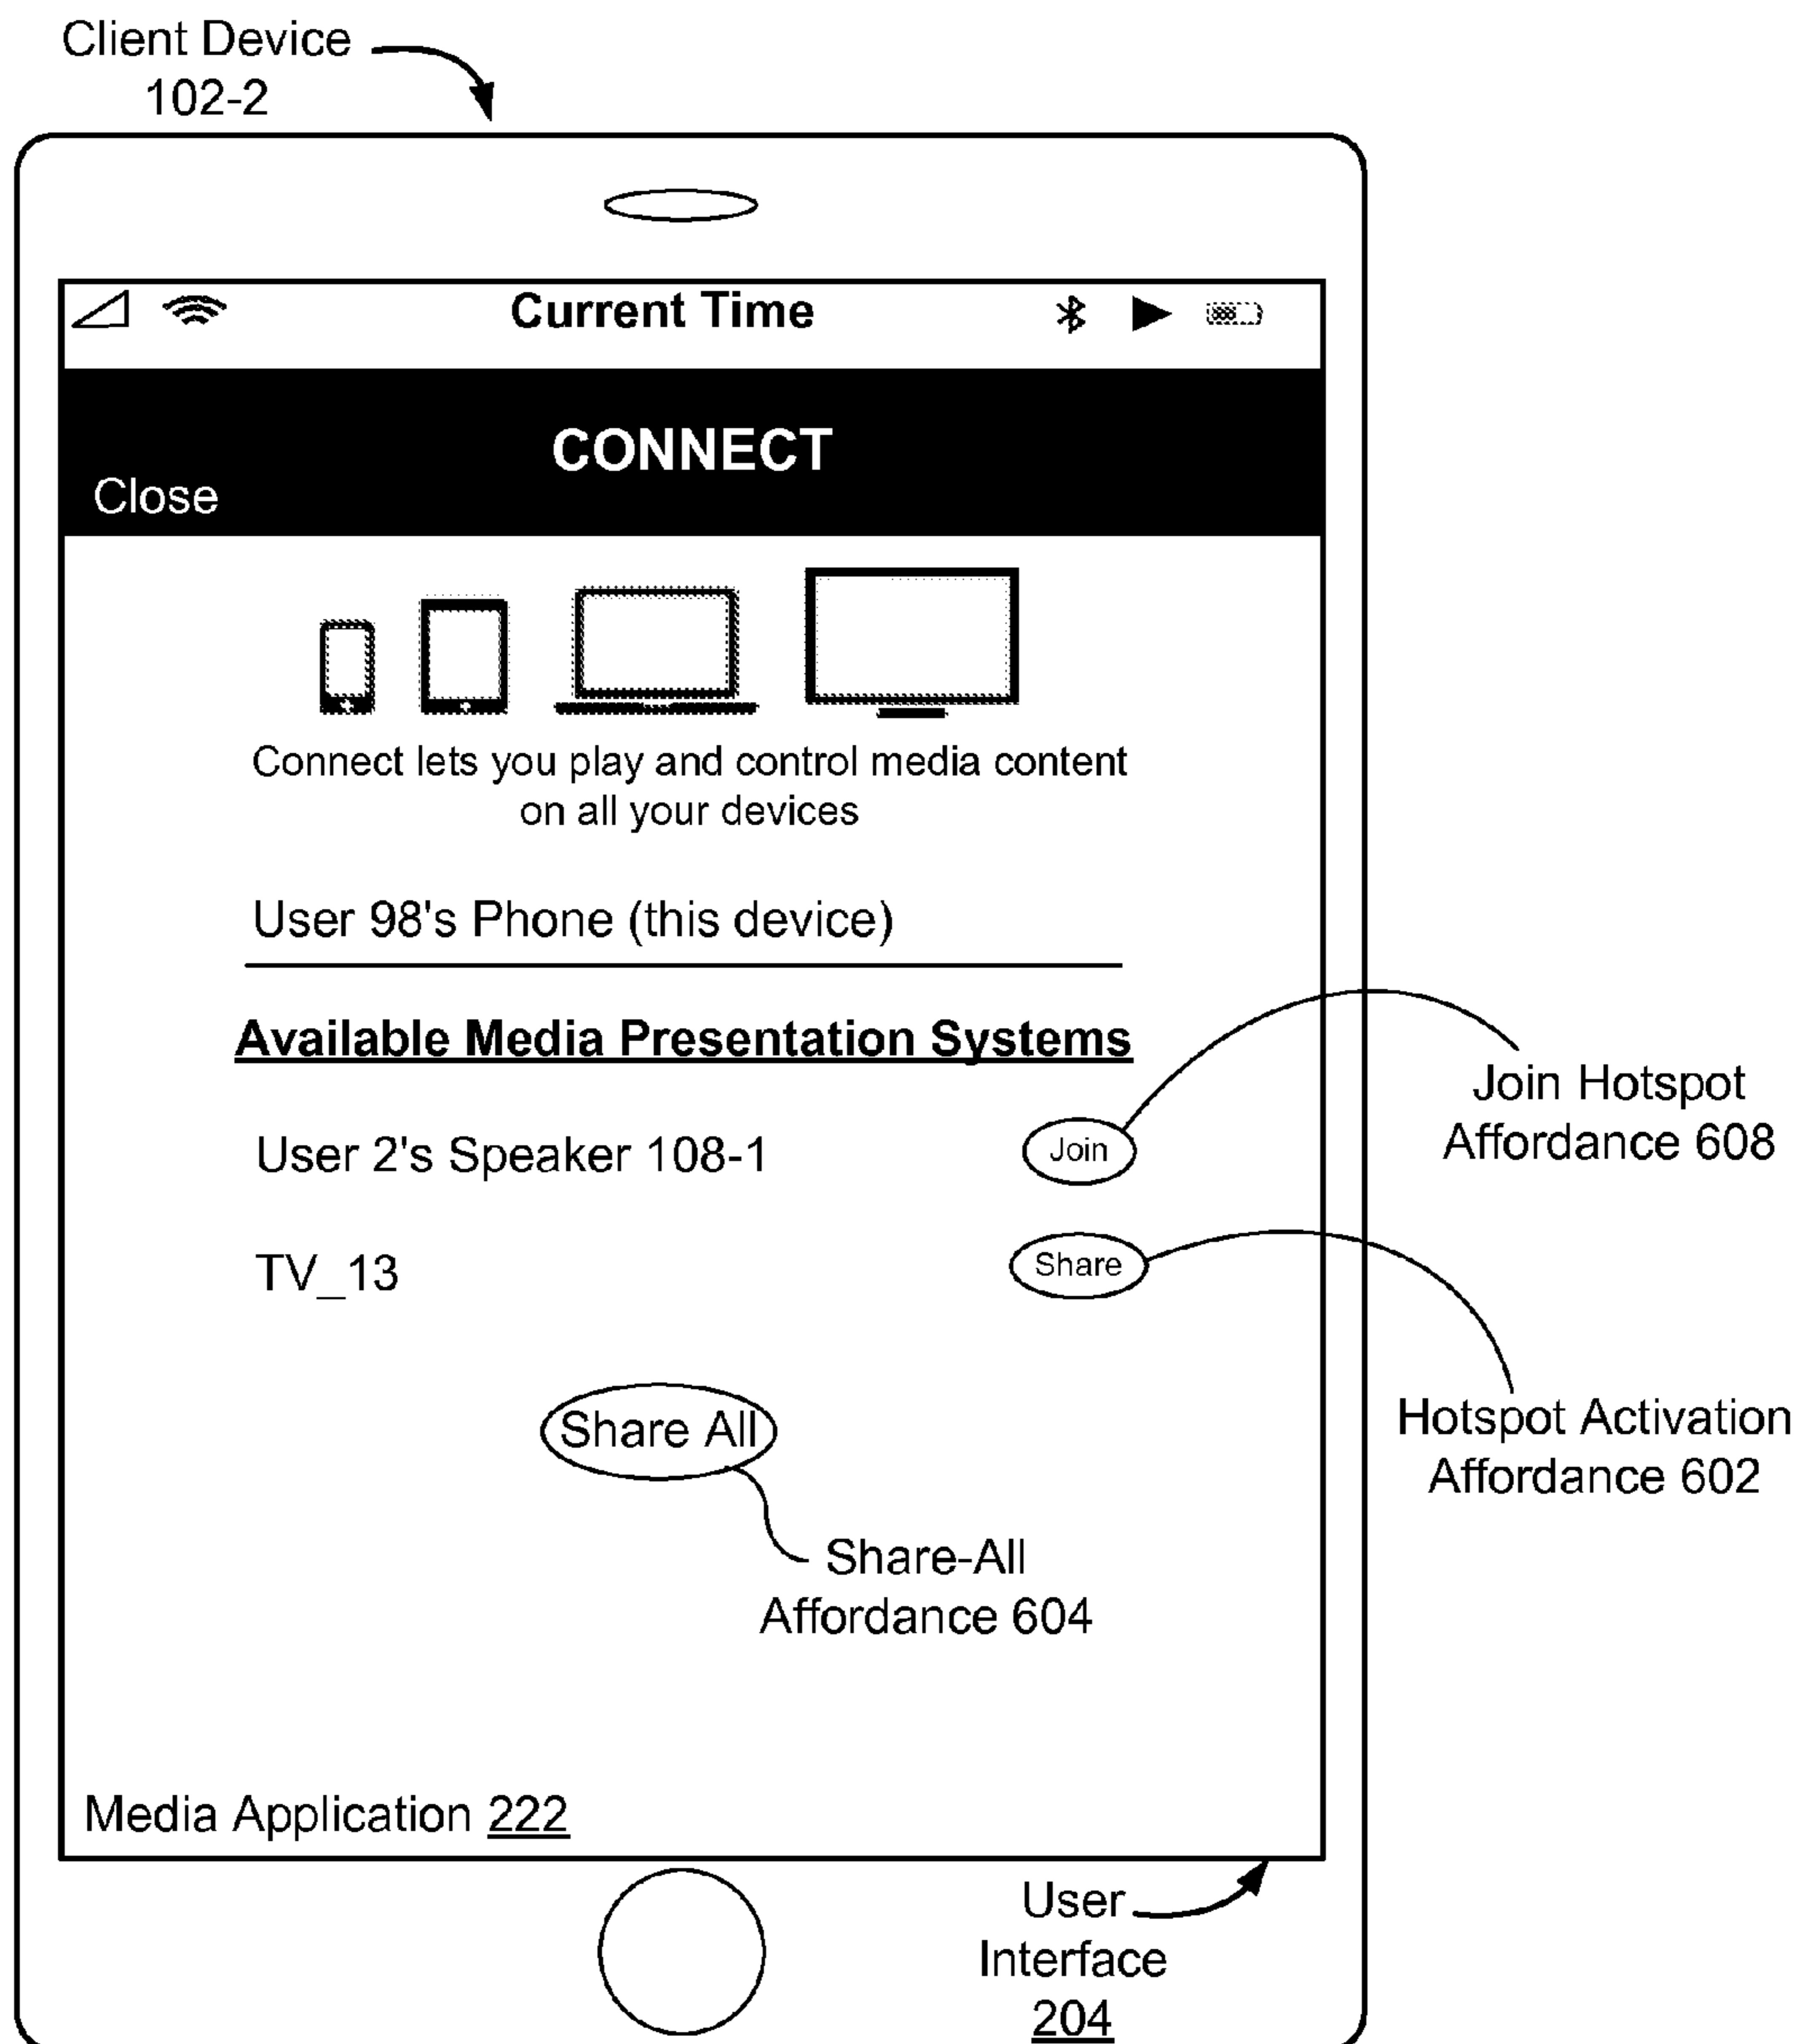 Client Device
102-2
Current Time
CONNECT
Close
Connect lets you play and control media content
on all your devices
User 98's Phone (this device)
Available Media Presentation Systems
User 2's Speaker 108-1
Join
Join Hotspot
Affordance 608
TV_13
Share
Hotspot Activation
Affordance 602
Share All
Share-All
Affordance 604
Media Application 222
User
Interface
204